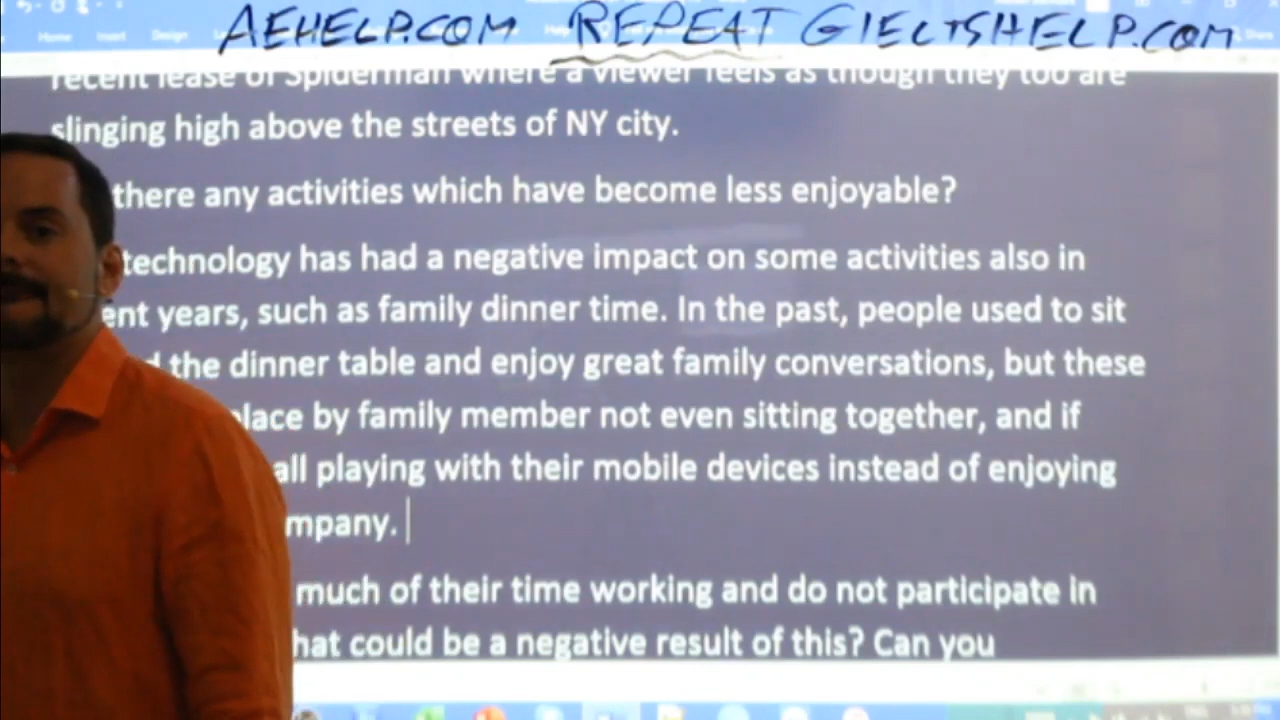 AEHELP.COM REPEAT GIELTSHELP.COM
Home Insert Design
recent lease of Spiderman where a viewer feels as though they too are
slinging high above the streets of NY city.
there any activities which have become less enjoyable?
technology has had a negative impact on some activities also in
ent years, such as family dinner time. In the past, people used to sit
d the dinner table and enjoy great family conversations, but these
lace by family member not even sitting together, and if
all playing with their mobile devices instead of enjoying
mpany.
much of their time working and do not participate in
hat could be a negative result of this? Can you